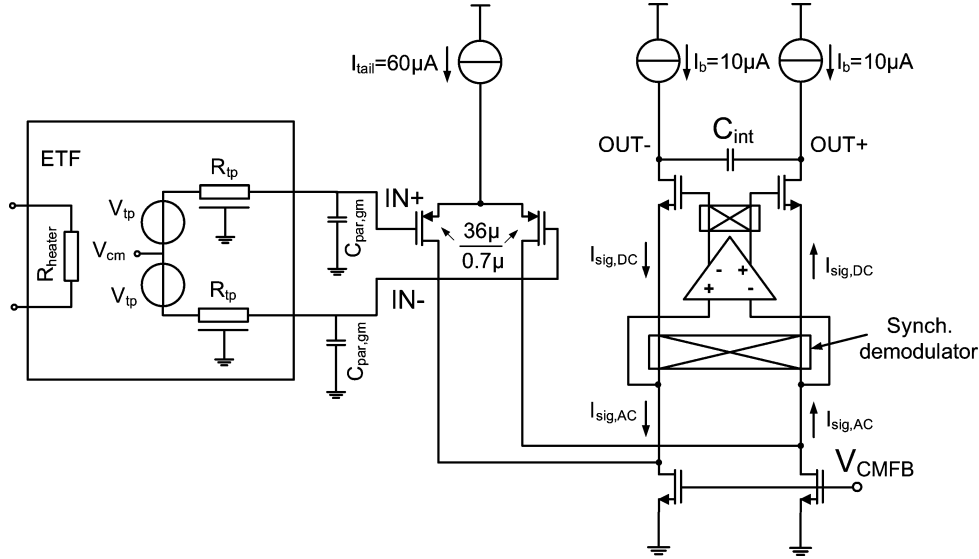 I_tail=60µA
I_b=10µA
I_b=10µA
ETF
OUT-
C_int
OUT+
R_tp
V_tp
V_cm
R_heater
V_tp
R_tp
C_par,gm
C_par,gm
IN+
IN-
36µ
0.7µ
- +
+ -
I_sig,DC
I_sig,DC
Synch.
demodulator
I_sig,AC
I_sig,AC
V_CMFB